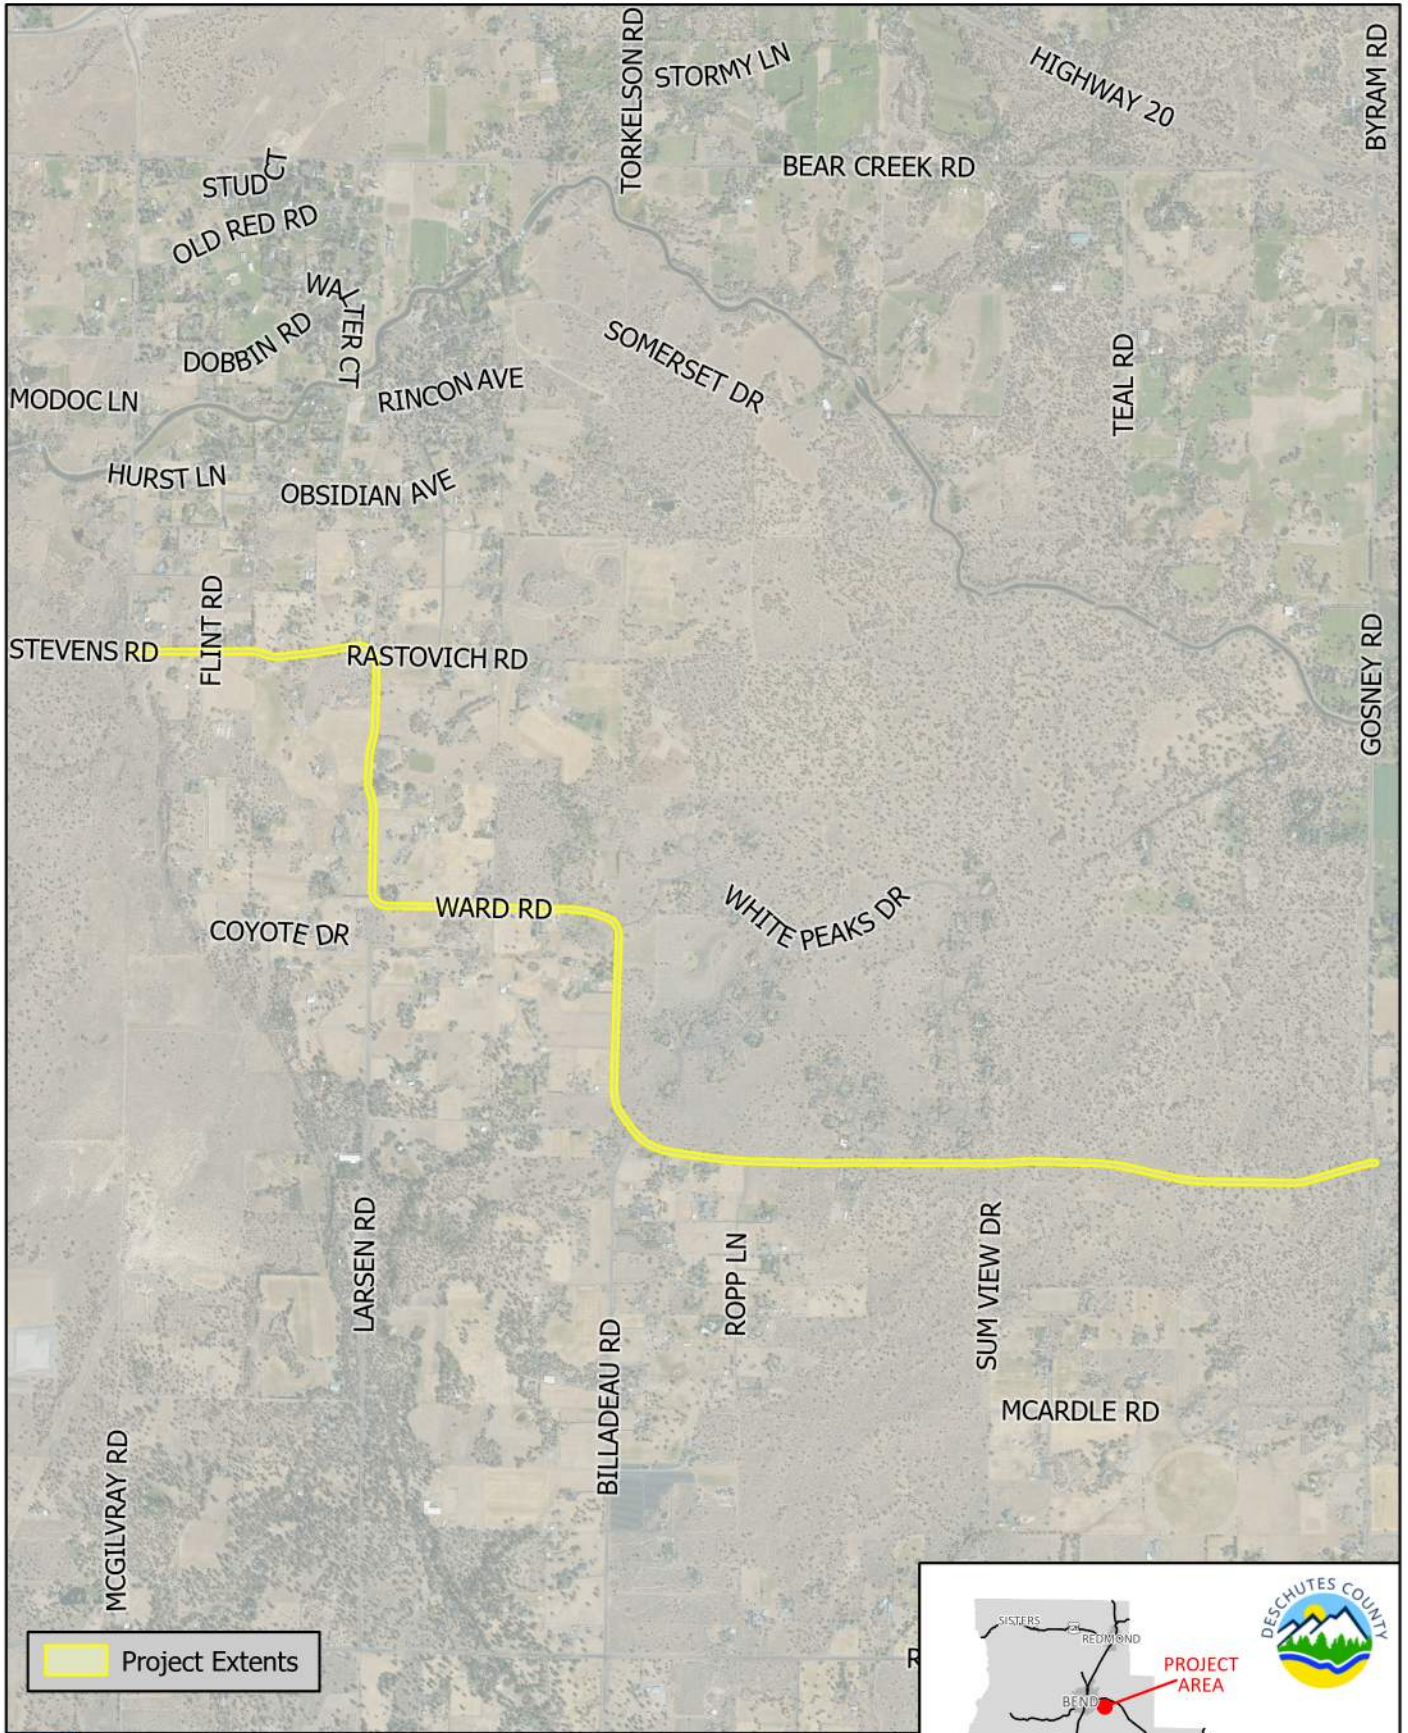 TORKELSON RD
STORMY LN
HIGHWAY 20
BYRAM RD
BEAR CREEK RD
STUD CT
OLD RED RD
WALTER CT
DOBBIN RD
SOMERSET DR
TEAL RD
MODOC LN
RINCON AVE
HURST LN
OBSIDIAN AVE
FLINT RD
STEVENS RD
RASTOVICH RD
GOSNEY RD
WARD RD
WHITE PEAKS DR
COYOTE DR
LARSEN RD
ROPP LN
SUM VIEW DR
BILLADEAU RD
MCARDLE RD
MCGILVRAY RD
Project Extents
DESCHUTES COUNTY
SISTERS
REDMOND
PROJECT
AREA
BEND